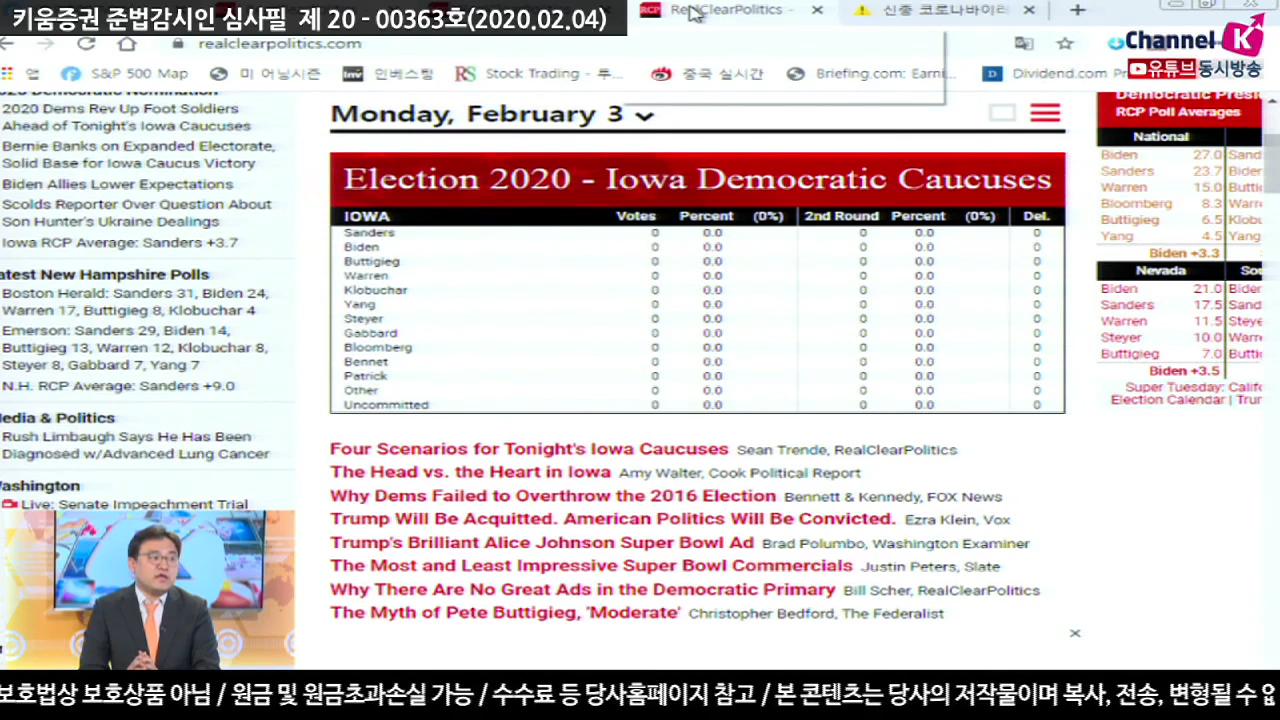 키움증권 준법감시인 심사필 제 20 - 00363호(2020.02.04)
RCP RealClearPolitics -
신종 코로나바이러
realclearpolitics.com
Channel K
유튜브 동시방송
앱 S&P 500 Map 미 어닝시즌 Inv 인베스팅 RS Stock Trading - 투... 중국 실시간 Briefing.com: Earni... D Dividend.com
2020 Dems Rev Up Foot Soldiers
Ahead of Tonight's Iowa Caucuses
Bernie Banks on Expanded Electorate,
Solid Base for Iowa Caucus Victory
Biden Allies Lower Expectations
Scolds Reporter Over Question About
Son Hunter's Ukraine Dealings
Iowa RCP Average: Sanders +3.7
atest New Hampshire Polls
Boston Herald: Sanders 31, Biden 24,
Warren 17, Buttigieg 8, Klobuchar 4
Emerson: Sanders 29, Biden 14,
Buttigieg 13, Warren 12, Klobuchar 8,
Steyer 8, Gabbard 7, Yang 7
N.H. RCP Average: Sanders +9.0
edia & Politics
Rush Limbaugh Says He Has Been
Diagnosed w/Advanced Lung Cancer
ashington
Live: Senate Impeachment Trial
Monday, February 3
Election 2020 - Iowa Democratic Caucuses
IOWA Votes Percent (0%) 2nd Round Percent (0%) Del.
Sanders 0 0.0 0 0.0 0
Biden 0 0.0 0 0.0 0
Buttigieg 0 0.0 0 0.0 0
Warren 0 0.0 0 0.0 0
Klobuchar 0 0.0 0 0.0 0
Yang 0 0.0 0 0.0 0
Steyer 0 0.0 0 0.0 0
Gabbard 0 0.0 0 0.0 0
Bloomberg 0 0.0 0 0.0 0
Bennet 0 0.0 0 0.0 0
Patrick 0 0.0 0 0.0 0
Other 0 0.0 0 0.0 0
Uncommitted 0 0.0 0 0.0 0
Four Scenarios for Tonight's Iowa Caucuses Sean Trende, RealClearPolitics
The Head vs. the Heart in Iowa Amy Walter, Cook Political Report
Why Dems Failed to Overthrow the 2016 Election Bennett & Kennedy, FOX News
Trump Will Be Acquitted. American Politics Will Be Convicted. Ezra Klein, Vox
Trump's Brilliant Alice Johnson Super Bowl Ad Brad Polumbo, Washington Examiner
The Most and Least Impressive Super Bowl Commercials Justin Peters, Slate
Why There Are No Great Ads in the Democratic Primary Bill Scher, RealClearPolitics
The Myth of Pete Buttigieg, 'Moderate' Christopher Bedford, The Federalist
Democratic Presi
RCP Poll Averages
National
Biden 27.0 Sand
Sanders 23.7 Bide
Warren 15.0 Butti
Bloomberg 8.3 Warr
Buttigieg 6.5 Klobu
Yang 4.5 Yang
Biden +3.3
Nevada Sou
Biden 21.0 Biden
Sanders 17.5 Sand
Warren 11.5 Steye
Steyer 10.0 Warr
Buttigieg 7.0 Butti
Biden +3.5
Super Tuesday: Califo
Election Calendar | Trum
보호법상 보호상품 아님 / 원금 및 원금초과손실 가능 / 수수료 등 당사홈페이지 참고 / 본 콘텐츠는 당사의 저작물이며 복사, 전송, 변형될 수 없